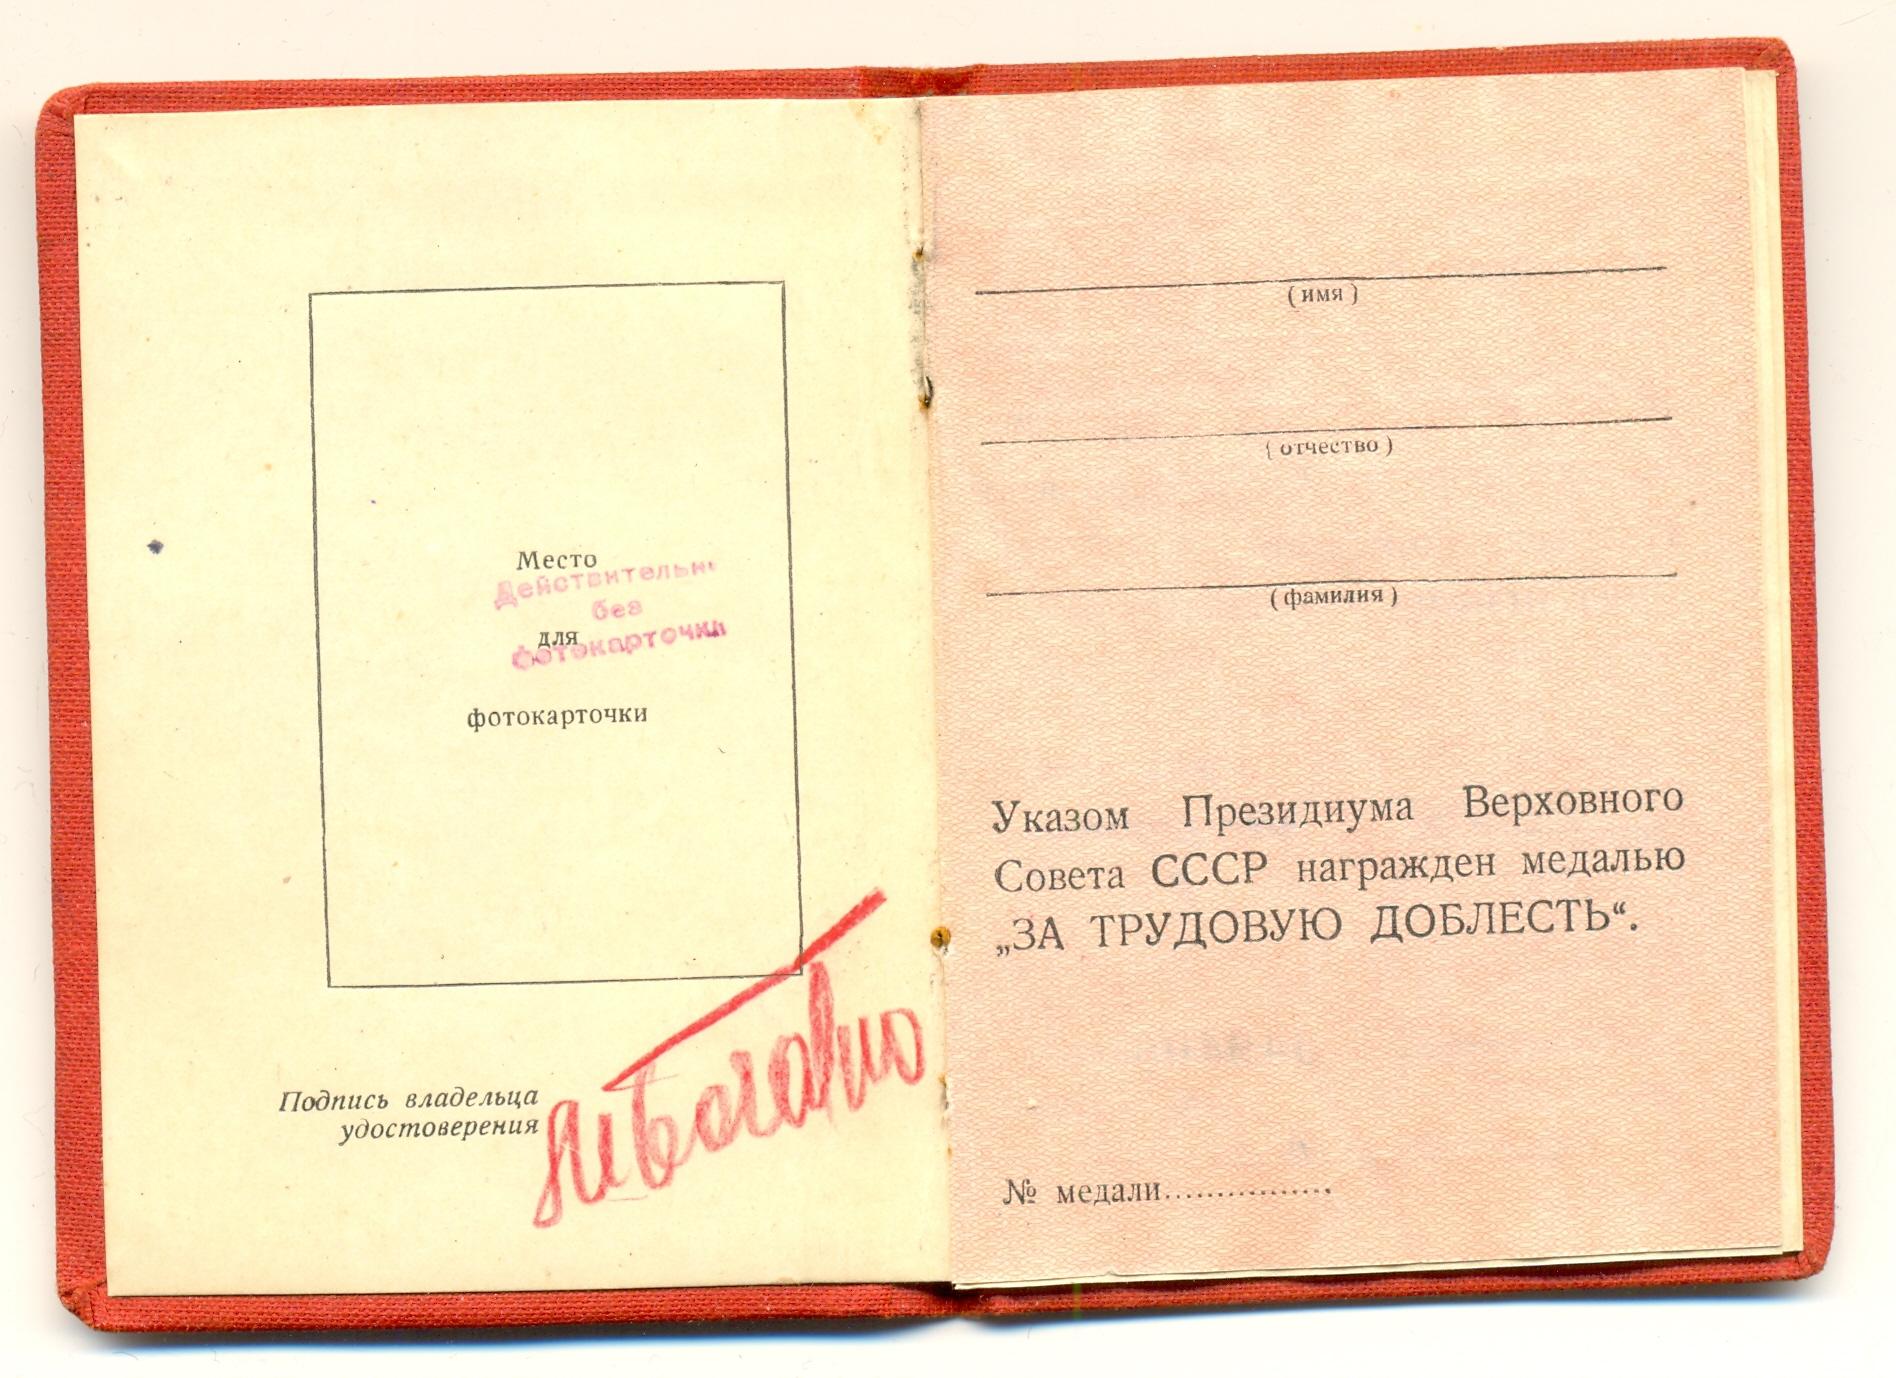 Место
Действительн
без
для
фотокарточки
фотокарточки
Подпись владельца
удостоверения
(имя)
(отчество)
(фамилия)
Указом Президиума Верховного
Совета СССР награжден медалью
„ЗА ТРУДОВУЮ ДОБЛЕСТЬ“.
№ медали................